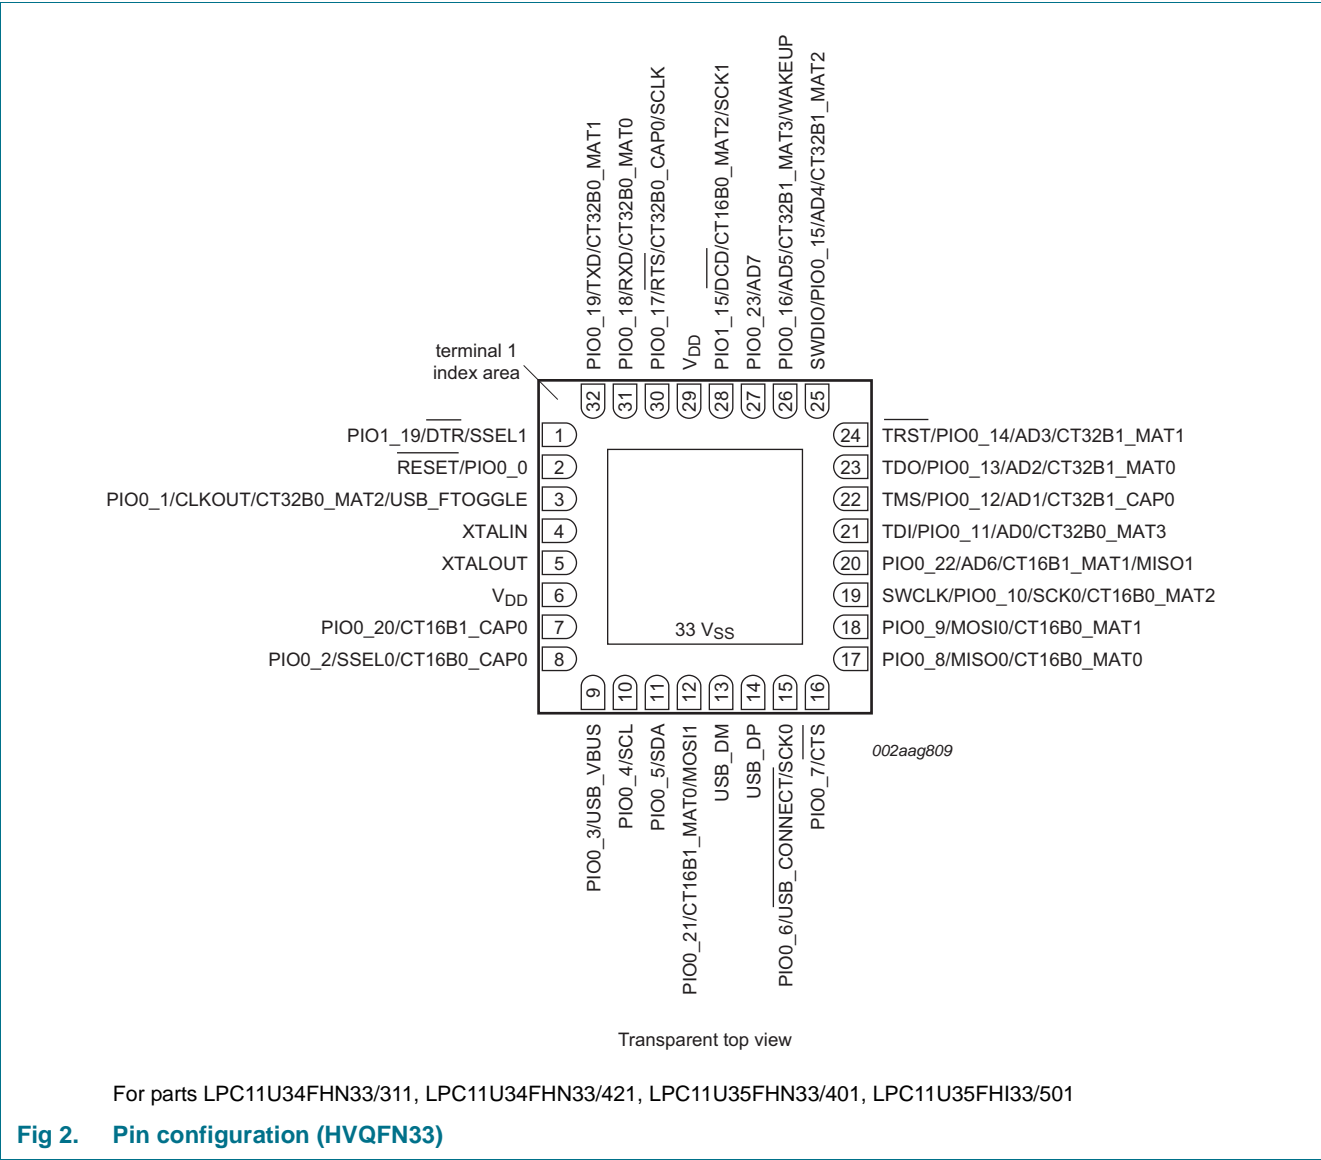 PIO0_19/TXD/CT32B0_MAT1
PIO0_18/RXD/CT32B0_MAT0
PIO0_17/RTS/CT32B0_CAP0/SCLK
VDD
PIO1_15/DCD/CT16B0_MAT2/SCK1
PIO0_23/AD7
PIO0_16/AD5/CT32B1_MAT3/WAKEUP
SWDIO/PIO0_15/AD4/CT32B1_MAT2
terminal 1
index area
32 31 30 29 28 27 26 25
PIO1_19/DTR/SSEL1 1
RESET/PIO0_0 2
PIO0_1/CLKOUT/CT32B0_MAT2/USB_FTOGGLE 3
XTALIN 4
XTALOUT 5
VDD 6
PIO0_20/CT16B1_CAP0 7
PIO0_2/SSEL0/CT16B0_CAP0 8
24 TRST/PIO0_14/AD3/CT32B1_MAT1
23 TDO/PIO0_13/AD2/CT32B1_MAT0
22 TMS/PIO0_12/AD1/CT32B1_CAP0
21 TDI/PIO0_11/AD0/CT32B0_MAT3
20 PIO0_22/AD6/CT16B1_MAT1/MISO1
19 SWCLK/PIO0_10/SCK0/CT16B0_MAT2
18 PIO0_9/MOSI0/CT16B0_MAT1
17 PIO0_8/MISO0/CT16B0_MAT0
33 VSS
9 10 11 12 13 14 15 16
PIO0_3/USB_VBUS
PIO0_4/SCL
PIO0_5/SDA
PIO0_21/CT16B1_MAT0/MOSI1
USB_DM
USB_DP
PIO0_6/USB_CONNECT/SCK0
PIO0_7/CTS
002aag809
Transparent top view
For parts LPC11U34FHN33/311, LPC11U34FHN33/421, LPC11U35FHN33/401, LPC11U35FHI33/501
Fig 2. Pin configuration (HVQFN33)